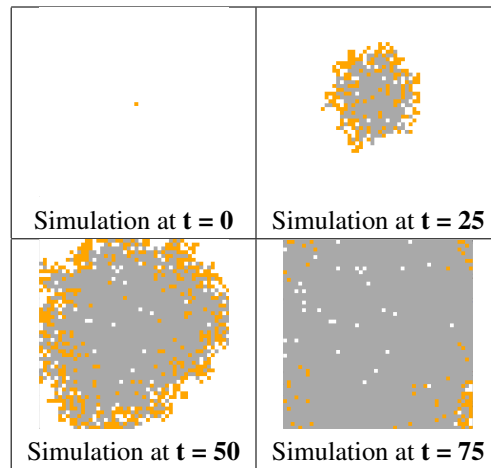 Simulation at t = 0
Simulation at t = 25
Simulation at t = 50
Simulation at t = 75